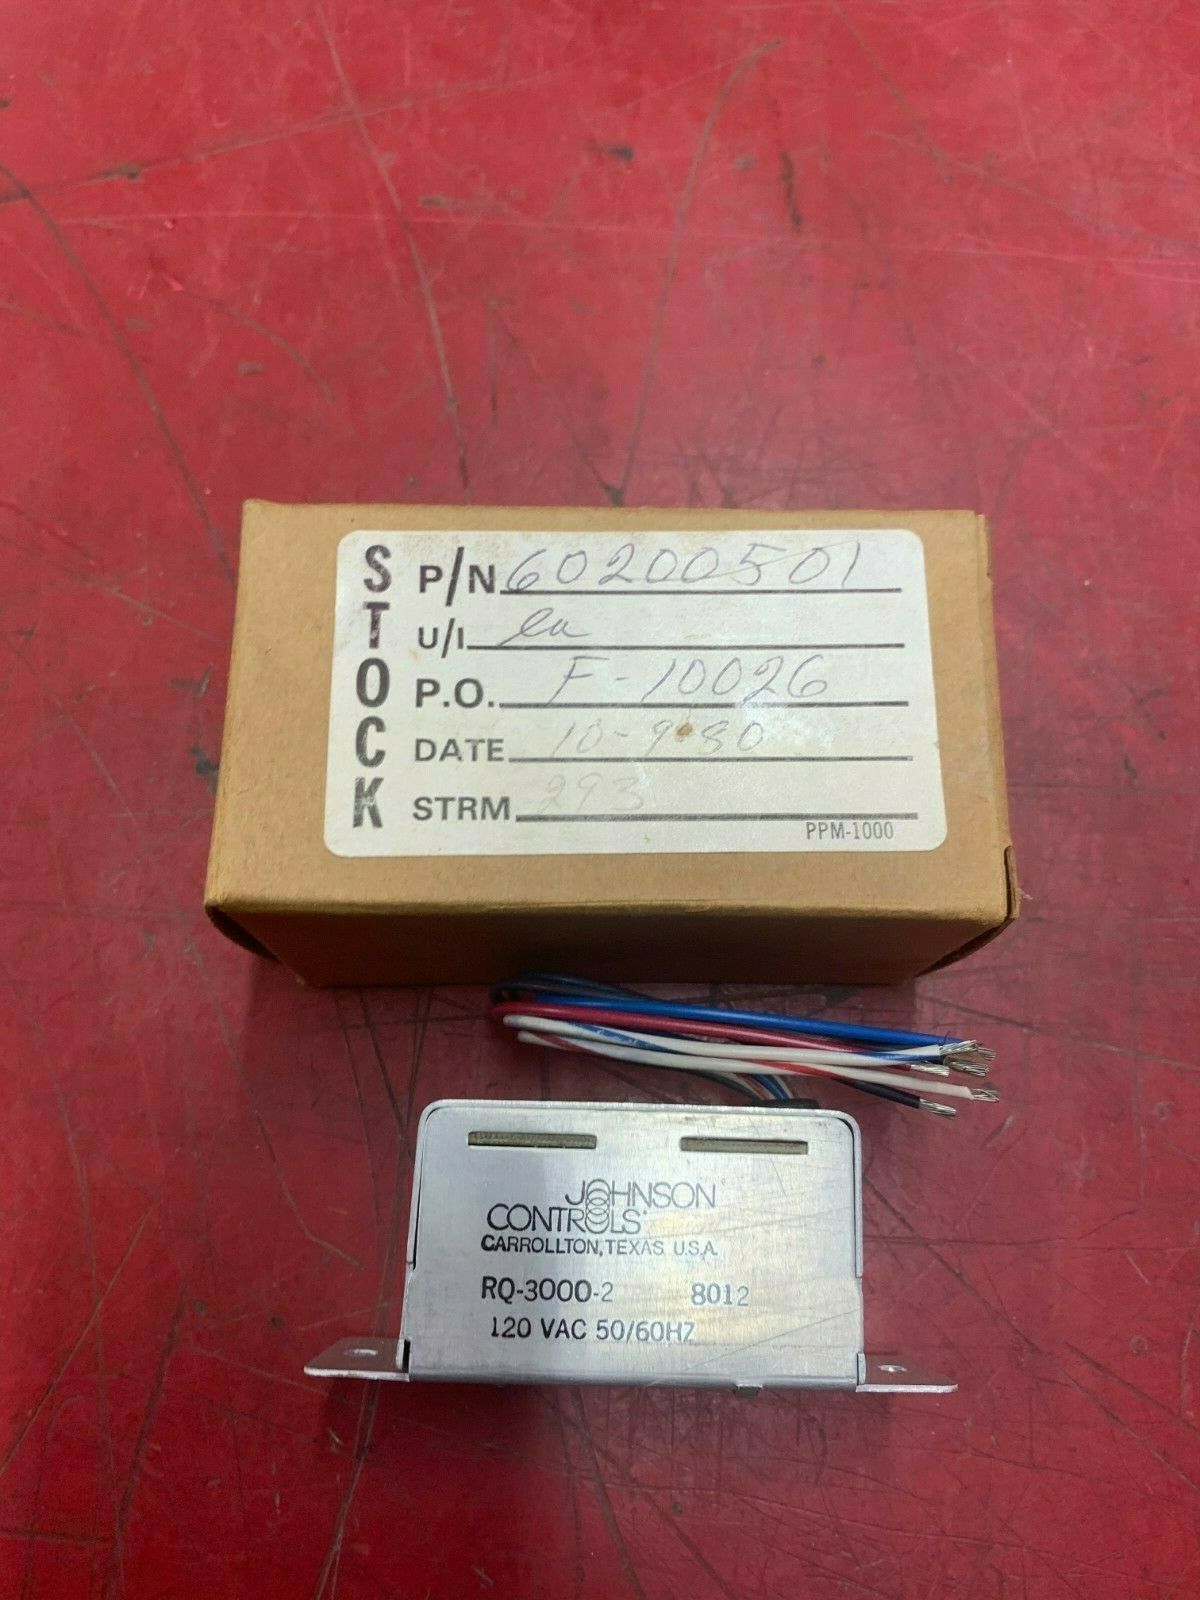 STOCK
P/N 60200501
U/I ea
P.O. F-10026
DATE 10-9-80
STRM 293
PPM-1000
JOHNSON
CONTROLS
CARROLLTON, TEXAS U.S.A.
RQ-3000-2 8012
120 VAC 50/60HZ